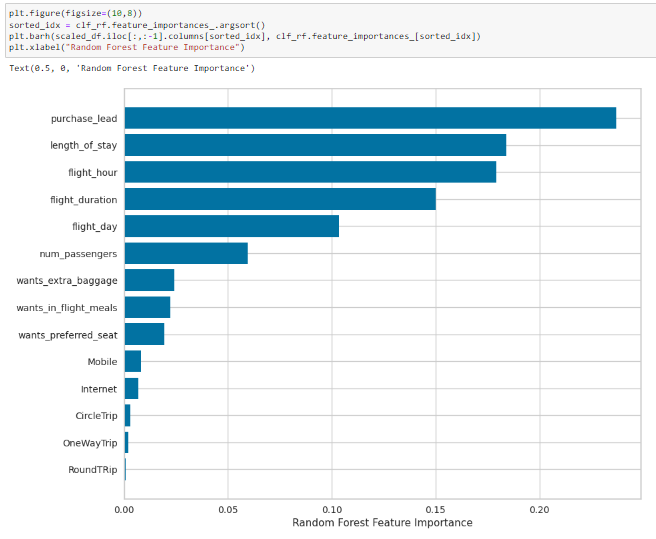 plt.figure(figsize=(10,8))
sorted_idx = clf_rf.feature_importances_.argsort()
plt.barh(scaled_df.iloc[:,:-1].columns[sorted_idx], clf_rf.feature_importances_[sorted_idx])
plt.xlabel("Random Forest Feature Importance")
Text(0.5, 0, 'Random Forest Feature Importance')
purchase_lead
length_of_stay
flight_hour
flight_duration
flight_day
num_passengers
wants_extra_baggage
wants_in_flight_meals
wants_preferred_seat
Mobile
Internet
CircleTrip
OneWayTrip
RoundTRip
0.00 0.05 0.10 0.15 0.20
Random Forest Feature Importance